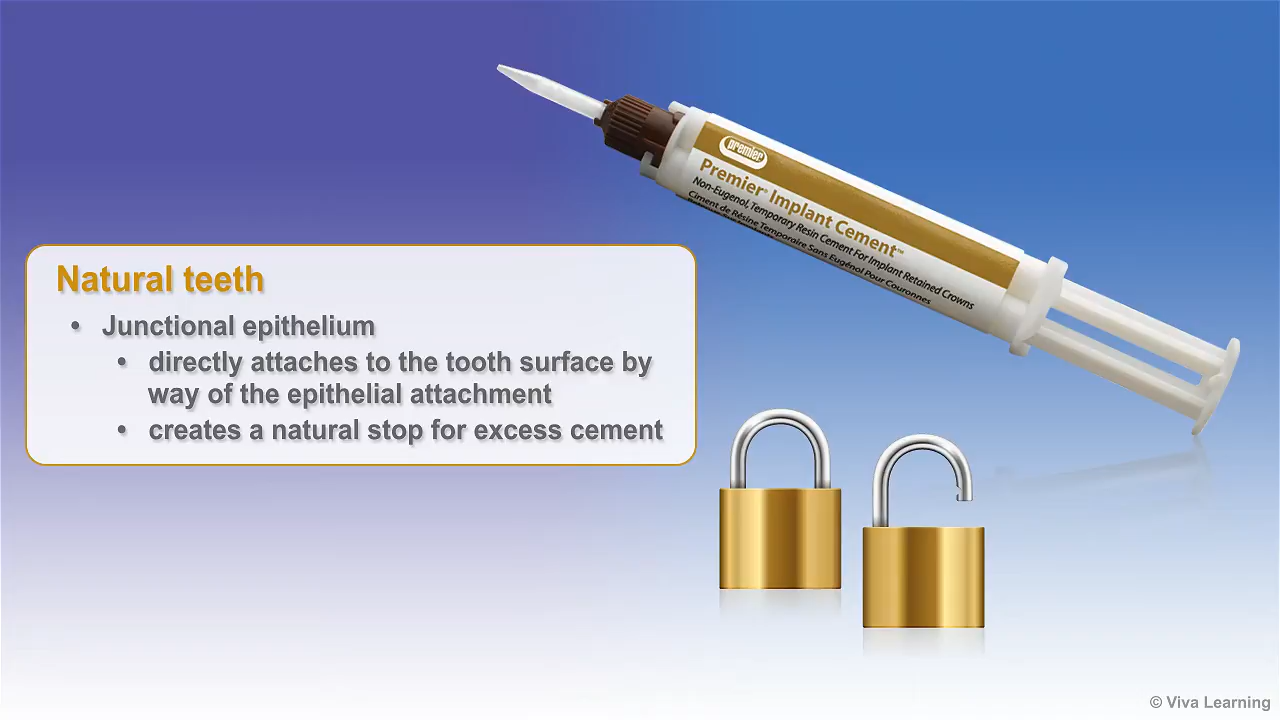 premier
Premier® Implant Cement™
Non-Eugenol, Temporary Resin Cement For Implant Retained Crowns
Ciment de Résine Temporaire Sans Eugénol Pour Couronnes
Natural teeth
• Junctional epithelium
• directly attaches to the tooth surface by
way of the epithelial attachment
• creates a natural stop for excess cement
© Viva Learning